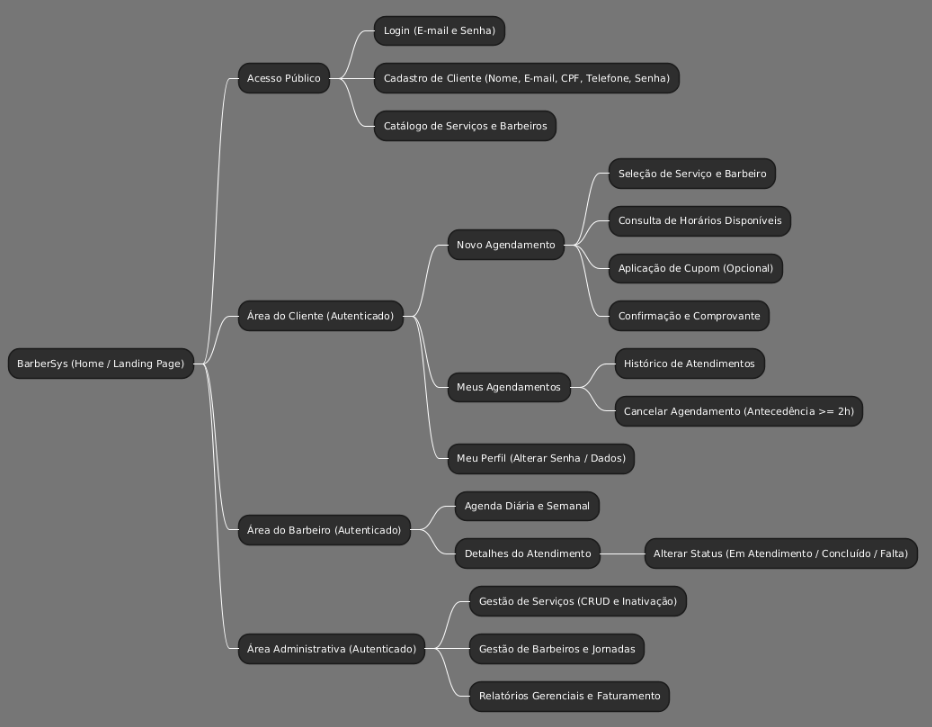 BarberSys (Home / Landing Page)
Acesso Público
Login (E-mail e Senha)
Cadastro de Cliente (Nome, E-mail, CPF, Telefone, Senha)
Catálogo de Serviços e Barbeiros
Área do Cliente (Autenticado)
Novo Agendamento
Seleção de Serviço e Barbeiro
Consulta de Horários Disponíveis
Aplicação de Cupom (Opcional)
Confirmação e Comprovante
Meus Agendamentos
Histórico de Atendimentos
Cancelar Agendamento (Antecedência >= 2h)
Meu Perfil (Alterar Senha / Dados)
Área do Barbeiro (Autenticado)
Agenda Diária e Semanal
Detalhes do Atendimento
Alterar Status (Em Atendimento / Concluído / Falta)
Área Administrativa (Autenticado)
Gestão de Serviços (CRUD e Inativação)
Gestão de Barbeiros e Jornadas
Relatórios Gerenciais e Faturamento